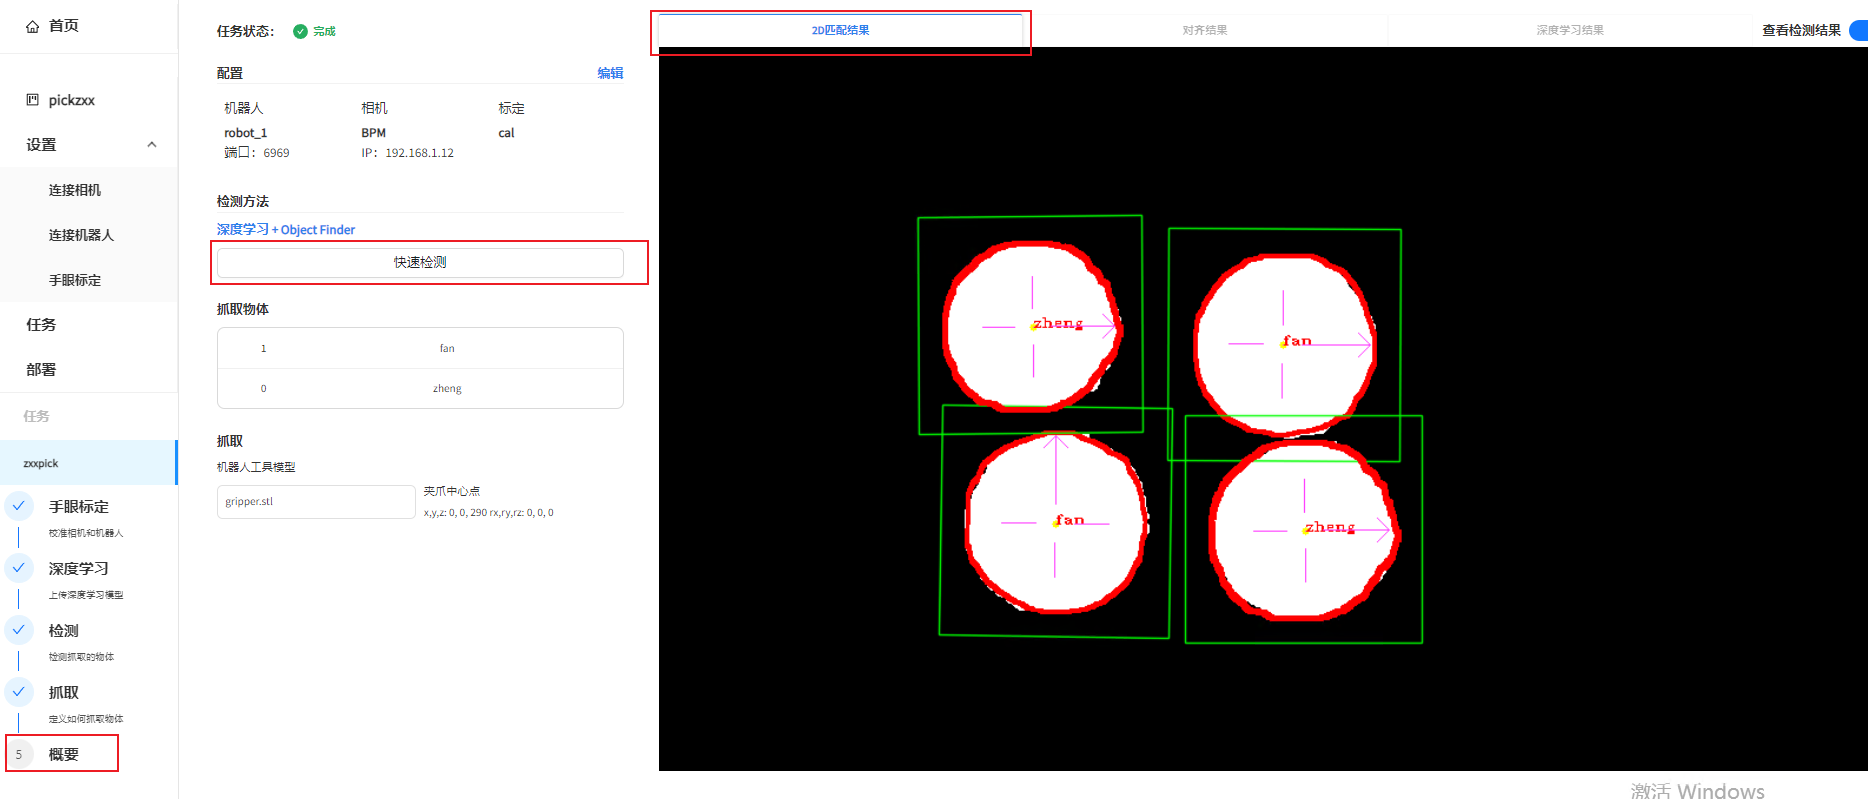 首页
pickzxx
设置
连接相机
连接机器人
手眼标定
任务
部署
任务
zxxpick
手眼标定
校准相机和机器人
深度学习
上传深度学习模型
检测
检测抓取的物体
抓取
定义如何抓取物体
5 概要
任务状态： 完成
配置 编辑
机器人 相机 标定
robot_1 BPM cal
端口：6969 IP：192.168.1.12
检测方法
深度学习 + Object Finder
快速检测
抓取物体
1 fan
0 zheng
抓取
机器人工具模型
gripper.stl
夹爪中心点
x,y,z: 0, 0, 290 rx,ry,rz: 0, 0, 0
2D匹配结果 对齐结果 深度学习结果 查看检测结果
zheng
fan
fan
zheng
激活 Windows